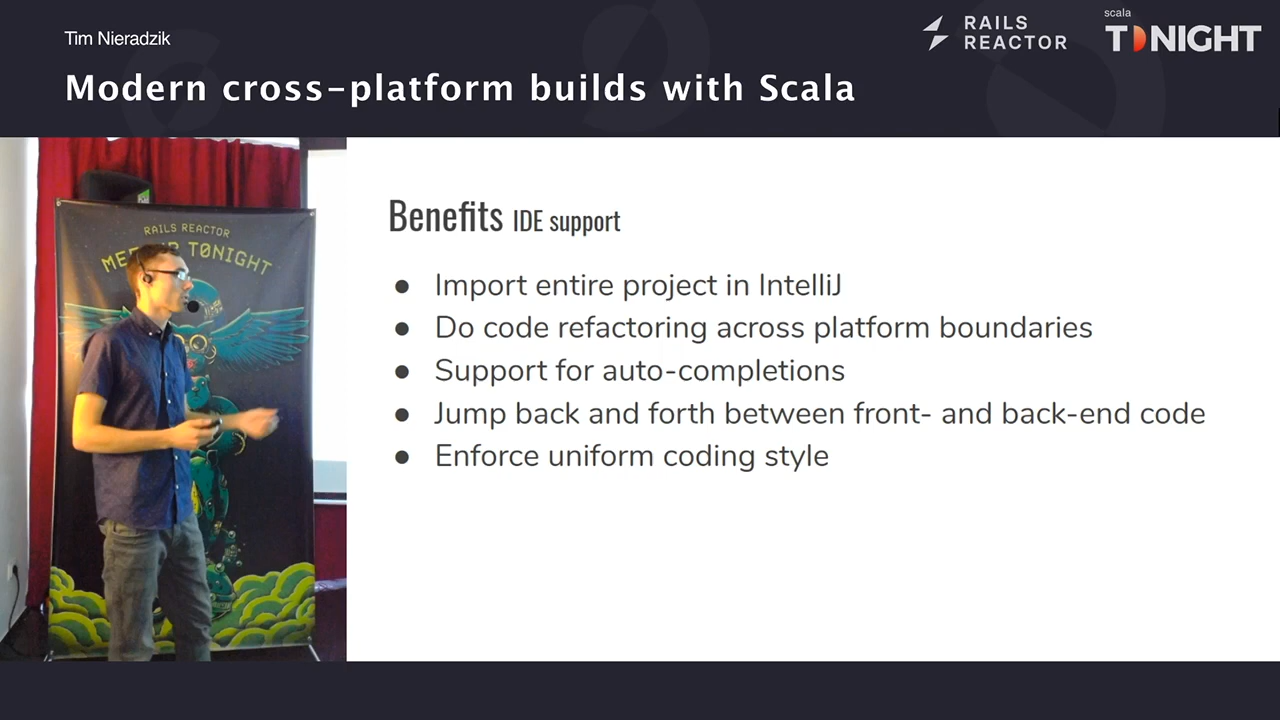 Tim Nieradzik
Modern cross-platform builds with Scala
RAILS
REACTOR
scala
TONIGHT
RAILS REACTOR
MEETUP T0NIGHT
Benefits IDE support
● Import entire project in IntelliJ
● Do code refactoring across platform boundaries
● Support for auto-completions
● Jump back and forth between front- and back-end code
● Enforce uniform coding style